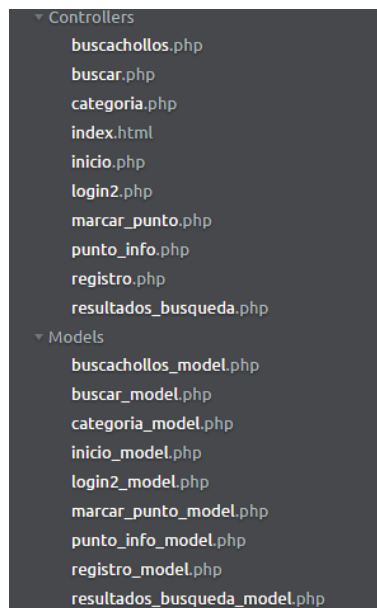 Controllers
buscachollos.php
buscar.php
categoria.php
index.html
inicio.php
login2.php
marcar_punto.php
punto_info.php
registro.php
resultados_busqueda.php
Models
buscachollos_model.php
buscar_model.php
categoria_model.php
inicio_model.php
login2_model.php
marcar_punto_model.php
punto_info_model.php
registro_model.php
resultados_busqueda_model.php